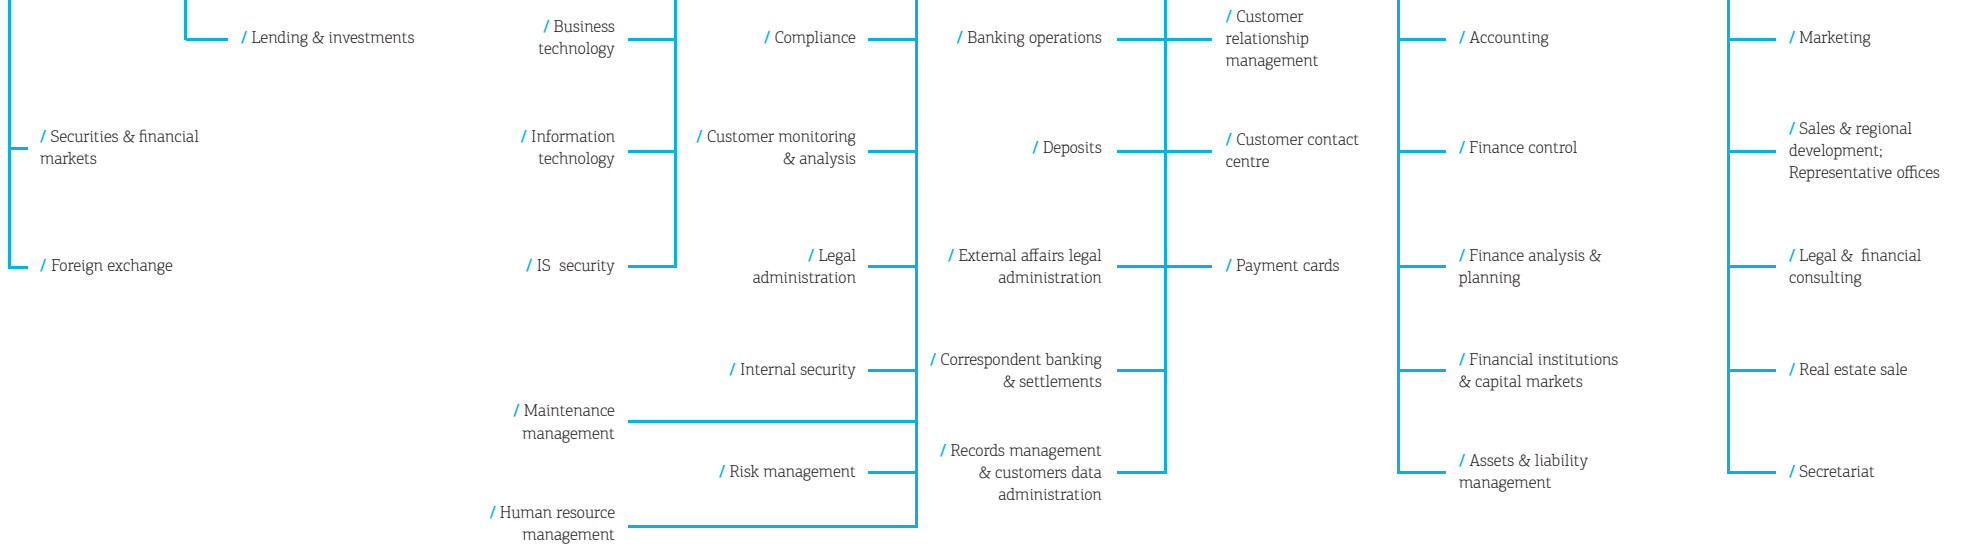 / Lending & investments
/ Securities & financial
markets
/ Foreign exchange
/ Business
technology
/ Information
technology
/ IS  security
/ Maintenance
management
/ Human resource
management
/ Compliance
/ Customer monitoring
& analysis
/ Legal
administration
/ Internal security
/ Risk management
/ Banking operations
/ Deposits
/ External affairs legal
administration
/ Correspondent banking
& settlements
/ Records management
& customers data
administration
/ Customer
relationship
management
/ Customer contact
centre
/ Payment cards
/ Accounting
/ Finance control
/ Finance analysis &
planning
/ Financial institutions
& capital markets
/ Assets & liability
management
/ Marketing
/ Sales & regional
development;
Representative offices
/ Legal &  financial
consulting
/ Real estate sale
/ Secretariat